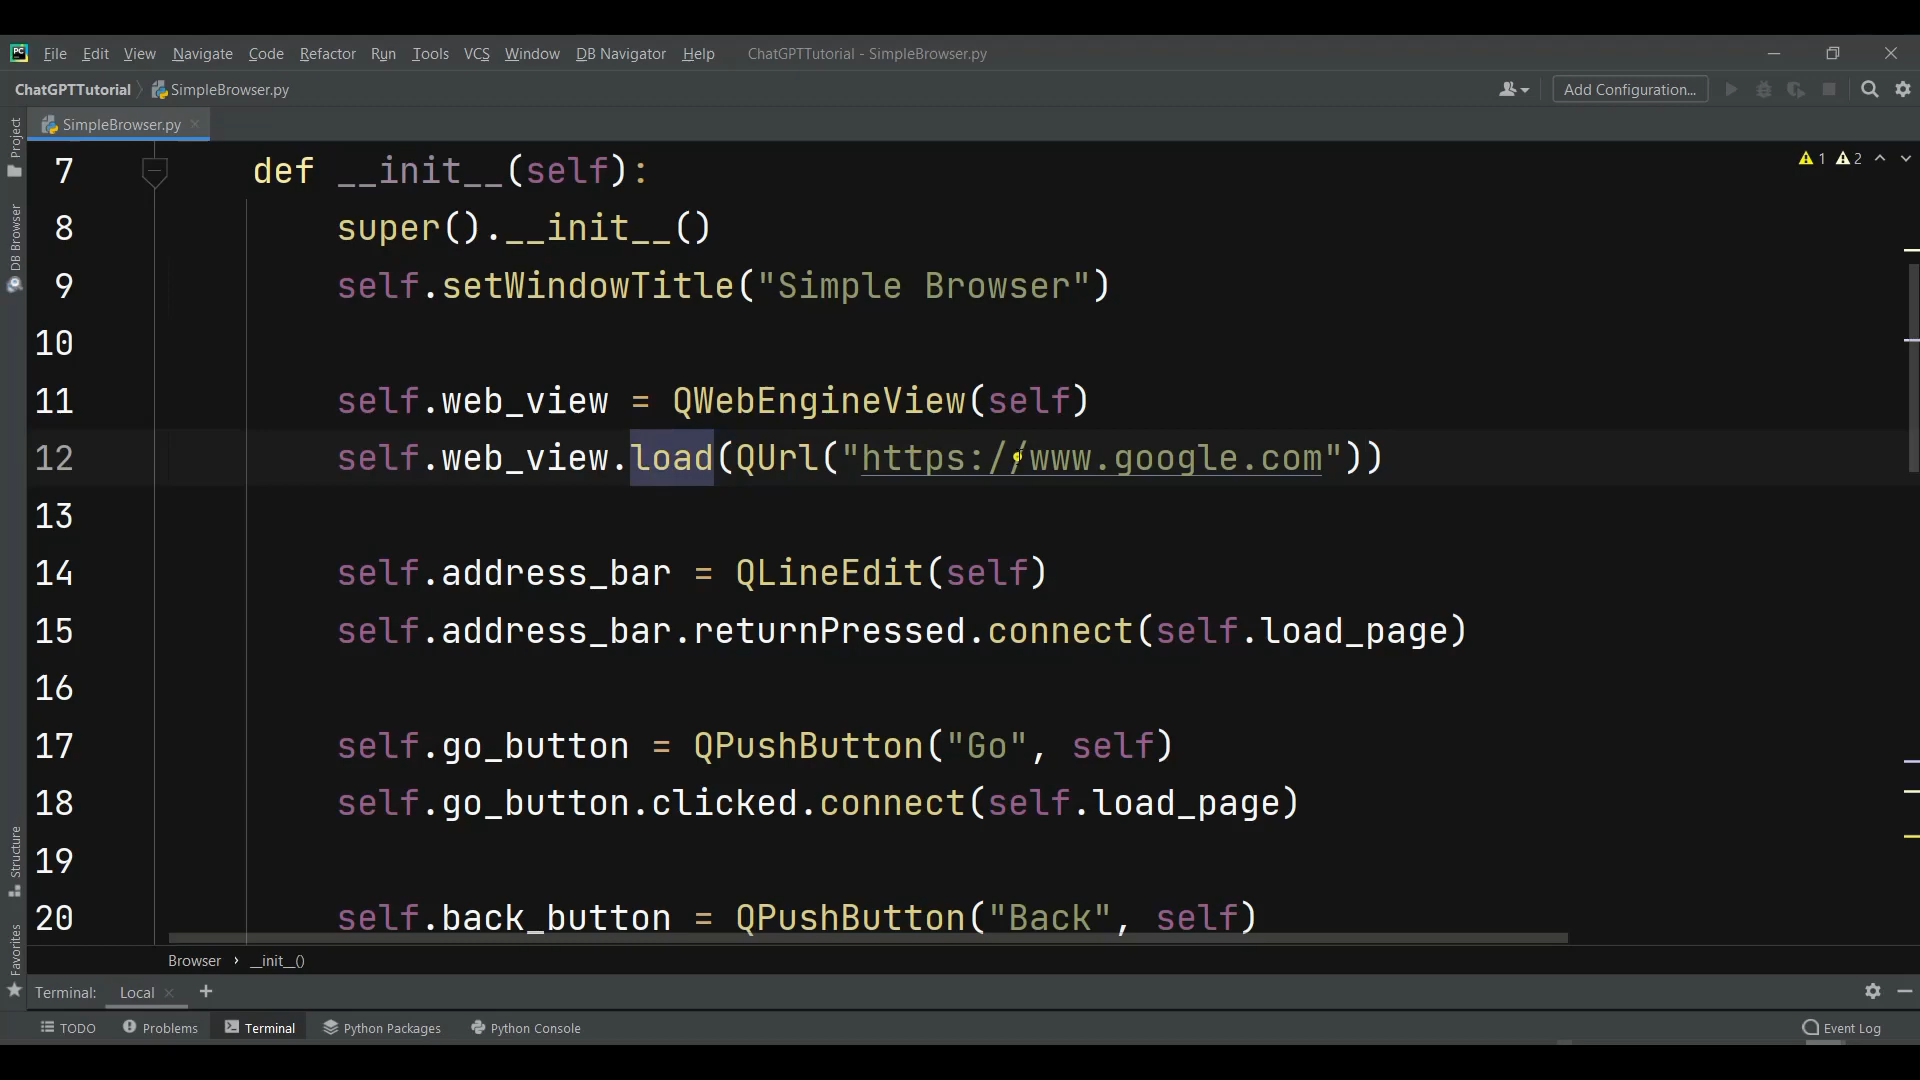 PC File Edit View Navigate Code Refactor Run Tools VCS Window DB Navigator Help ChatGPTTutorial - SimpleBrowser.py
ChatGPTTutorial SimpleBrowser.py Add Configuration...
SimpleBrowser.py
Project
DB Browser
Structure
Favorites
1 2
7 def __init__(self):
8 super().__init__()
9 self.setWindowTitle("Simple Browser")
10
11 self.web_view = QWebEngineView(self)
12 self.web_view.load(QUrl("https://www.google.com"))
13
14 self.address_bar = QLineEdit(self)
15 self.address_bar.returnPressed.connect(self.load_page)
16
17 self.go_button = QPushButton("Go", self)
18 self.go_button.clicked.connect(self.load_page)
19
20 self.back_button = QPushButton("Back", self)
Browser › __init__()
Terminal: Local +
TODO Problems Terminal Python Packages Python Console Event Log